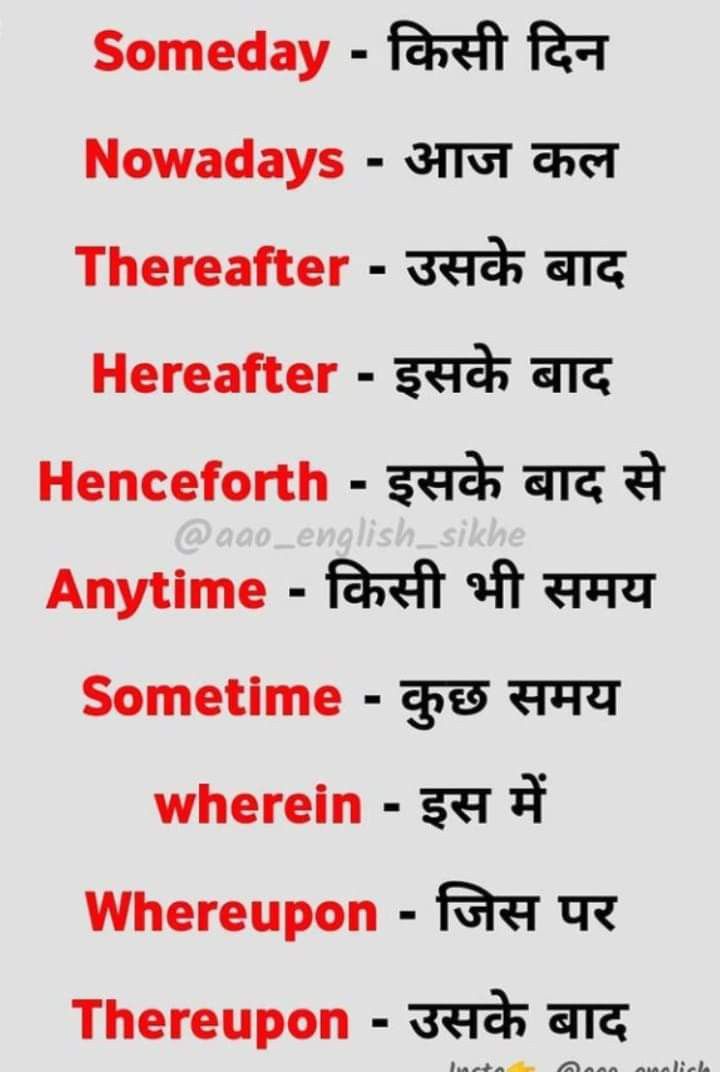 Someday - किसी दिन
Nowadays - आज कल
Thereafter - उसके बाद
Hereafter - इसके बाद
Henceforth - इसके बाद से
@aao_english_sikhe
Anytime - किसी भी समय
Sometime - कुछ समय
wherein - इस में
Whereupon - जिस पर
Thereupon - उसके बाद